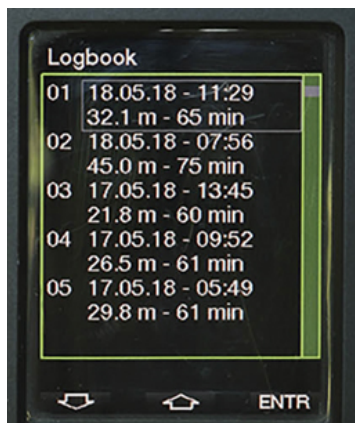 Logbook
01 18.05.18 - 11:29
32.1 m - 65 min
02 18.05.18 - 07:56
45.0 m - 75 min
03 17.05.18 - 13:45
21.8 m - 60 min
04 17.05.18 - 09:52
26.5 m - 61 min
05 17.05.18 - 05:49
29.8 m - 61 min
ENTR